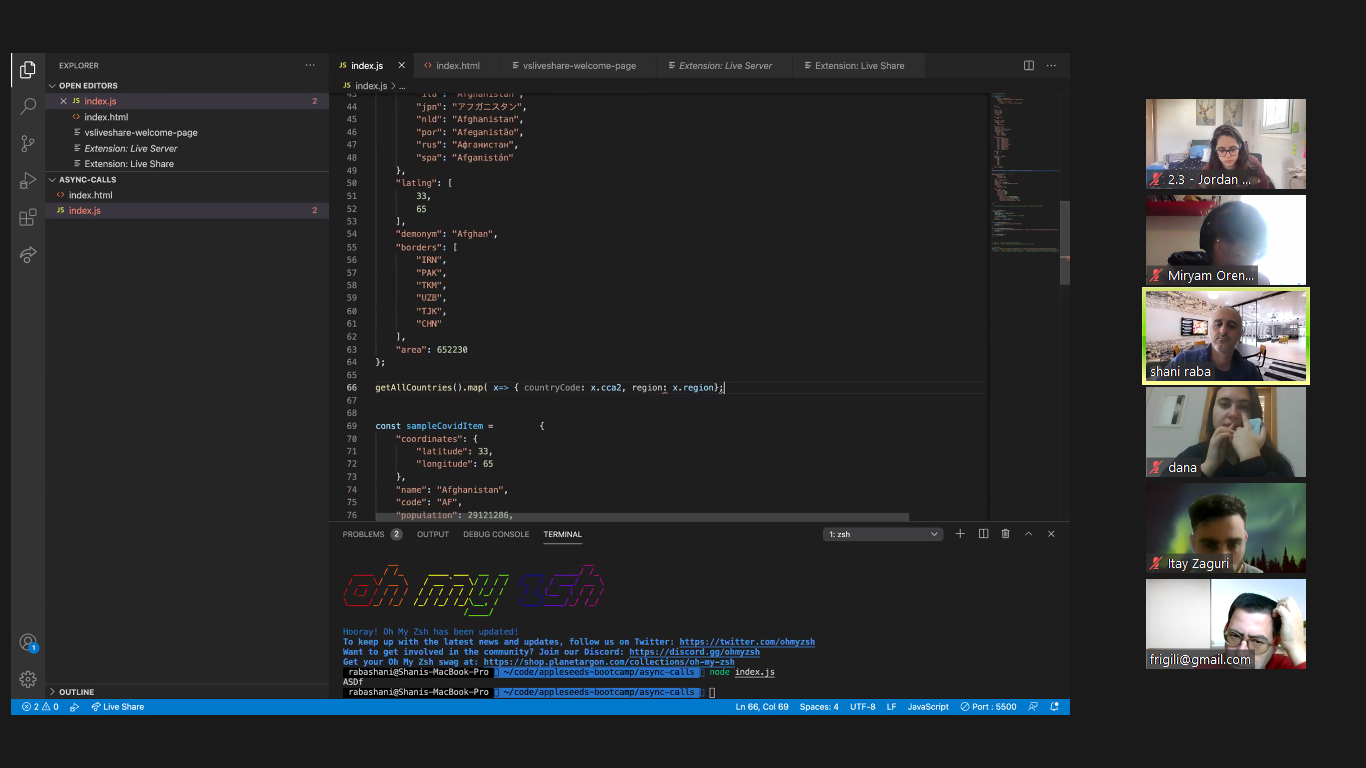 EXPLORER
OPEN EDITORS
JS index.js 2
<> index.html
vsliveshare-welcome-page
Extension: Live Server
Extension: Live Share
ASYNC-CALLS
<> index.html
JS index.js 2
OUTLINE
JS index.js
<> index.html
vsliveshare-welcome-page
Extension: Live Server
Extension: Live Share
JS index.js > ...
43 "ita": "Afghanistan",
44 "jpn": "アフガニスタン",
45 "nld": "Afghanistan",
46 "por": "Afeganistão",
47 "rus": "Афганистан",
48 "spa": "Afganistán"
49 },
50 "latlng": [
51 33,
52 65
53 ],
54 "demonym": "Afghan",
55 "borders": [
56 "IRN",
57 "PAK",
58 "TKM",
59 "UZB",
60 "TJK",
61 "CHN"
62 ],
63 "area": 652230
64 };
65
66 getAllCountries().map( x=> { countryCode: x.cca2, region: x.region};
67
68
69 const sampleCovidItem = {
70 "coordinates": {
71 "latitude": 33,
72 "longitude": 65
73 },
74 "name": "Afghanistan",
75 "code": "AF",
76 "population": 29121286,
PROBLEMS 2 OUTPUT DEBUG CONSOLE TERMINAL 1: zsh
oh my zsh
Hooray! Oh My Zsh has been updated!
To keep up with the latest news and updates, follow us on Twitter: https://twitter.com/ohmyzsh
Want to get involved in the community? Join our Discord: https://discord.gg/ohmyzsh
Get your Oh My Zsh swag at: https://shop.planetargon.com/collections/oh-my-zsh
rabashani@Shanis-MacBook-Pro ~/code/appleseeds-bootcamp/async-calls node index.js
ASDf
rabashani@Shanis-MacBook-Pro ~/code/appleseeds-bootcamp/async-calls
1
2 0 Live Share Ln 66, Col 69 Spaces: 4 UTF-8 LF JavaScript Port : 5500
2.3 - Jordan ...
Miryam Oren...
shani raba
dana
Itay Zaguri
frigili@gmail.com